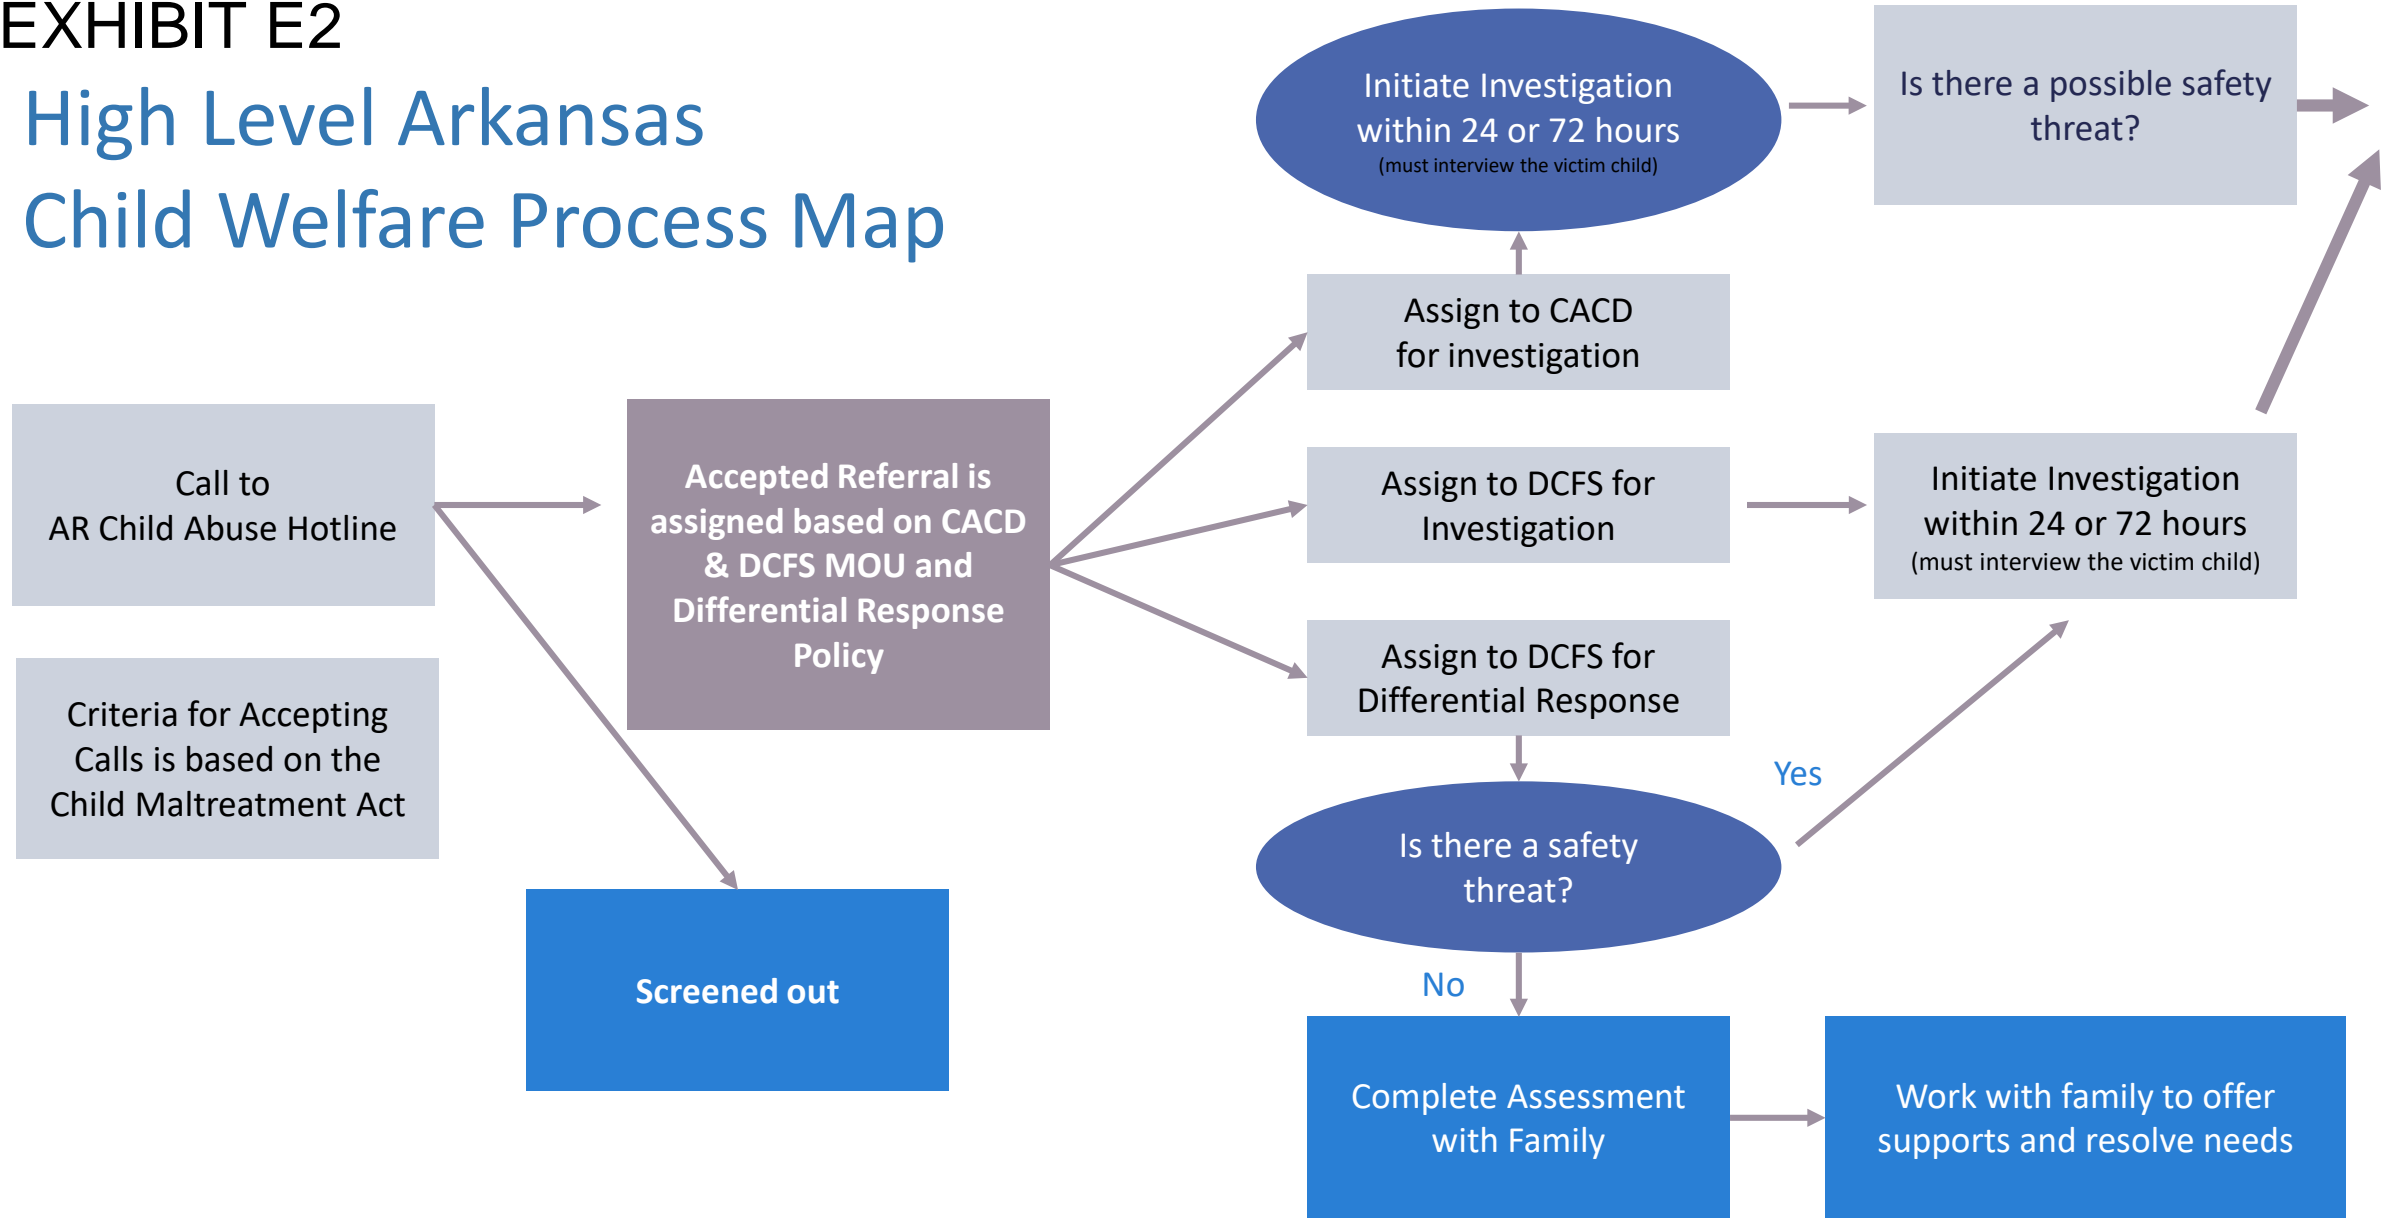 EXHIBIT E2
High Level Arkansas
Child Welfare Process Map
Call to
AR Child Abuse Hotline
Criteria for Accepting
Calls is based on the
Child Maltreatment Act
Accepted Referral is
assigned based on CACD
& DCFS MOU and
Differential Response
Policy
Screened out
Initiate Investigation
within 24 or 72 hours
(must interview the victim child)
Is there a possible safety
threat?
Assign to CACD
for investigation
Assign to DCFS for
Investigation
Initiate Investigation
within 24 or 72 hours
(must interview the victim child)
Assign to DCFS for
Differential Response
Yes
Is there a safety
threat?
No
Complete Assessment
with Family
Work with family to offer
supports and resolve needs